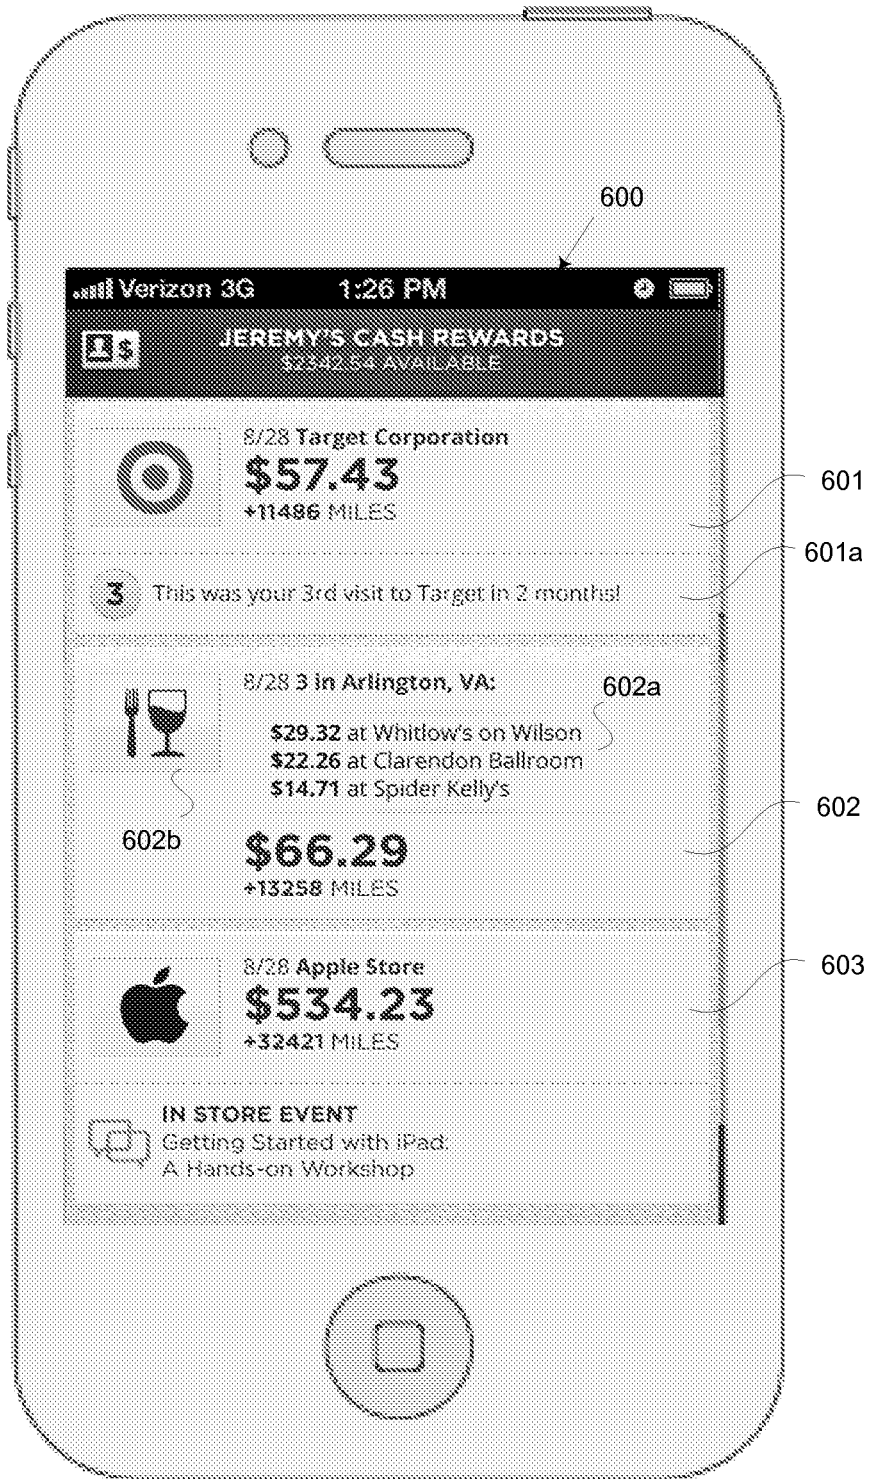 600
Verizon 3G 1:26 PM
$
JEREMY'S CASH REWARDS
$2342.54 AVAILABLE
8/28 Target Corporation
$57.43
+11486 MILES
601
601a
3 This was your 3rd visit to Target in 2 months!
8/28 3 in Arlington, VA:
602a
$29.32 at Whitlow's on Wilson
$22.26 at Clarendon Ballroom
$14.71 at Spider Kelly's
602
602b
$66.29
+13258 MILES
603
8/28 Apple Store
$534.23
+32421 MILES
IN STORE EVENT
Getting Started with iPad:
A Hands-on Workshop